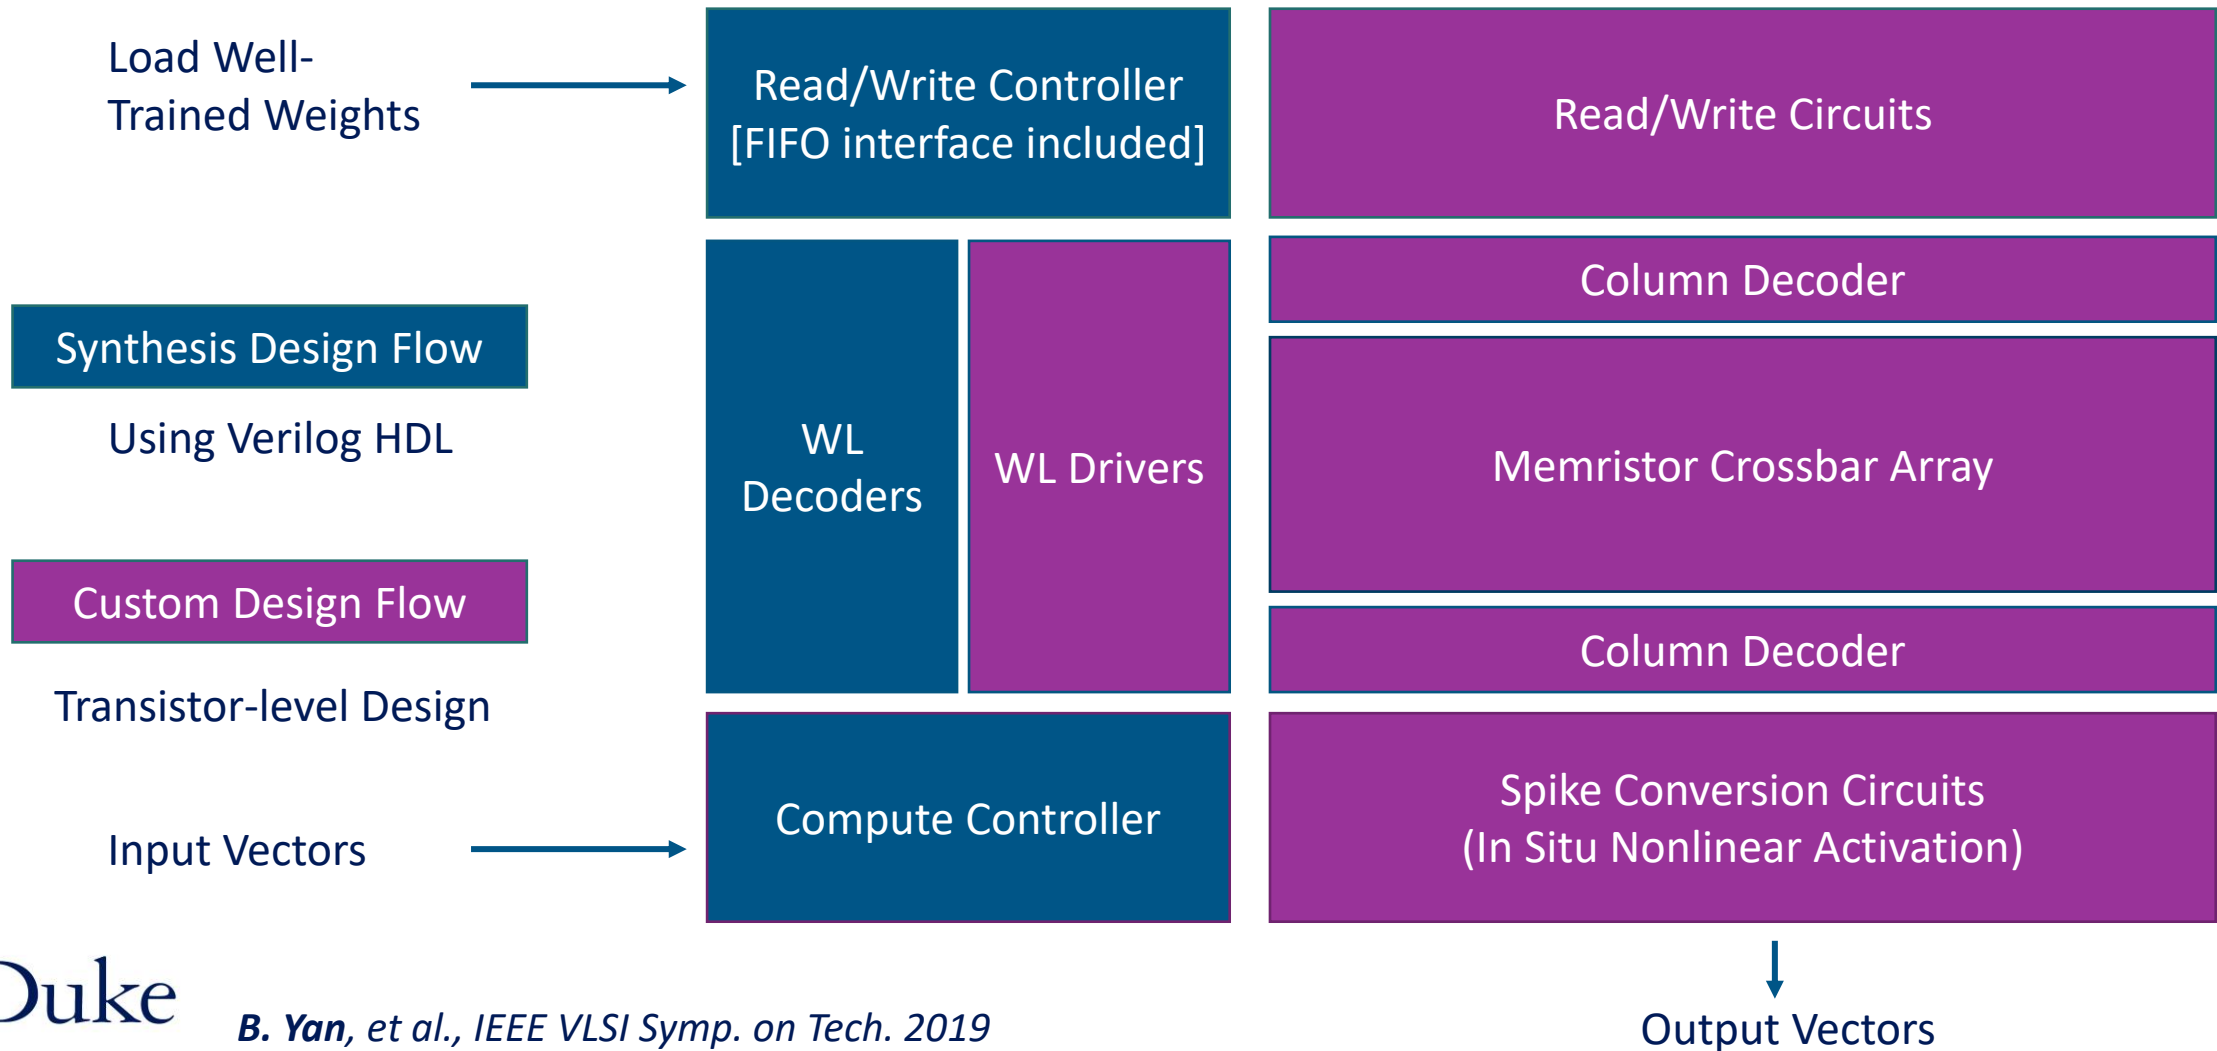 Load Well-
Trained Weights
Read/Write Controller
[FIFO interface included]
Read/Write Circuits
Column Decoder
Synthesis Design Flow
Using Verilog HDL
WL
Decoders
WL Drivers
Memristor Crossbar Array
Custom Design Flow
Transistor-level Design
Column Decoder
Input Vectors
Compute Controller
Spike Conversion Circuits
(In Situ Nonlinear Activation)
Duke
B. Yan, et al., IEEE VLSI Symp. on Tech. 2019
Output Vectors